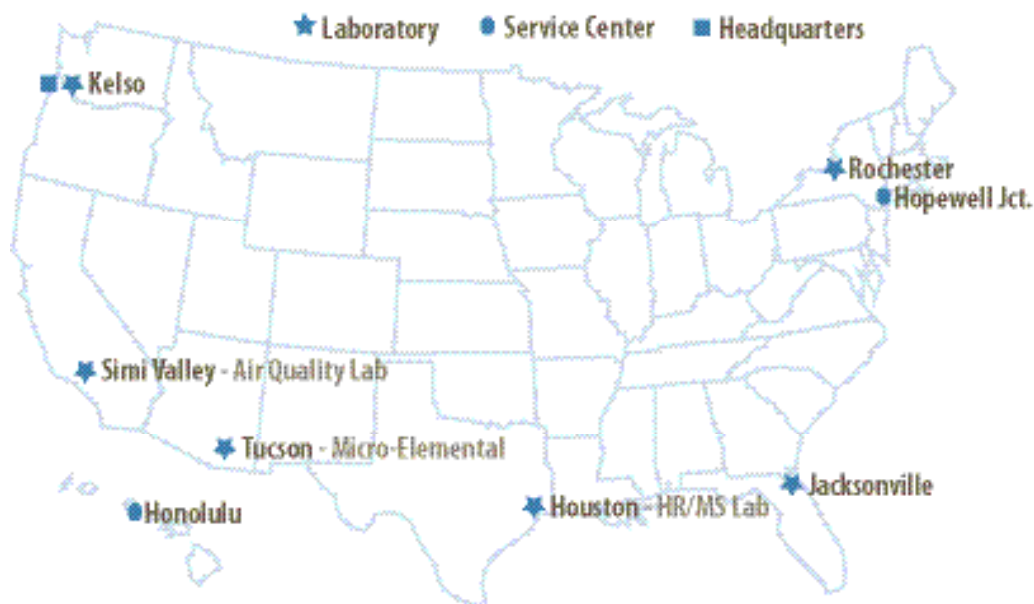 Laboratory Service Center Headquarters
Kelso
Rochester
Hopewell Jct.
Simi Valley - Air Quality Lab
Tucson - Micro-Elemental
Jacksonville
Houston - HR/MS Lab
Honolulu